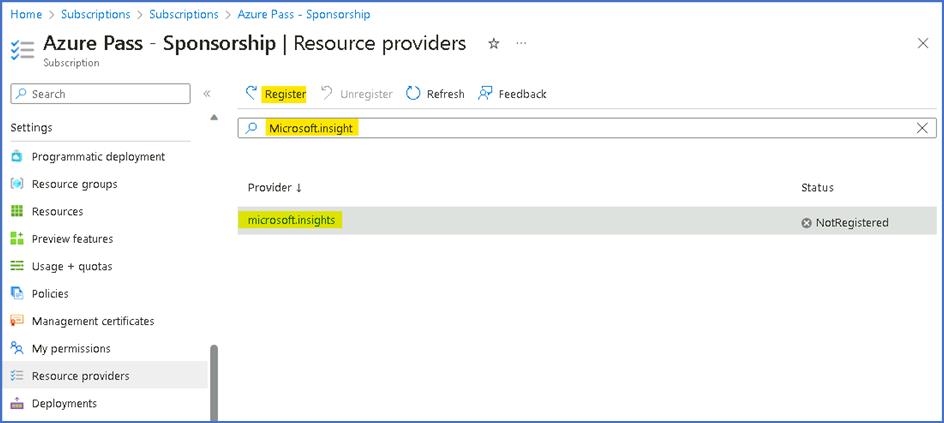 Home > Subscriptions > Subscriptions > Azure Pass - Sponsorship
Azure Pass - Sponsorship | Resource providers ☆ ···
Subscription
Search
Register Unregister Refresh Feedback
Microsoft.insight
Settings
Programmatic deployment
Resource groups
Resources
Preview features
Usage + quotas
Policies
Management certificates
My permissions
Resource providers
Deployments
Provider ↓ Status
microsoft.insights NotRegistered